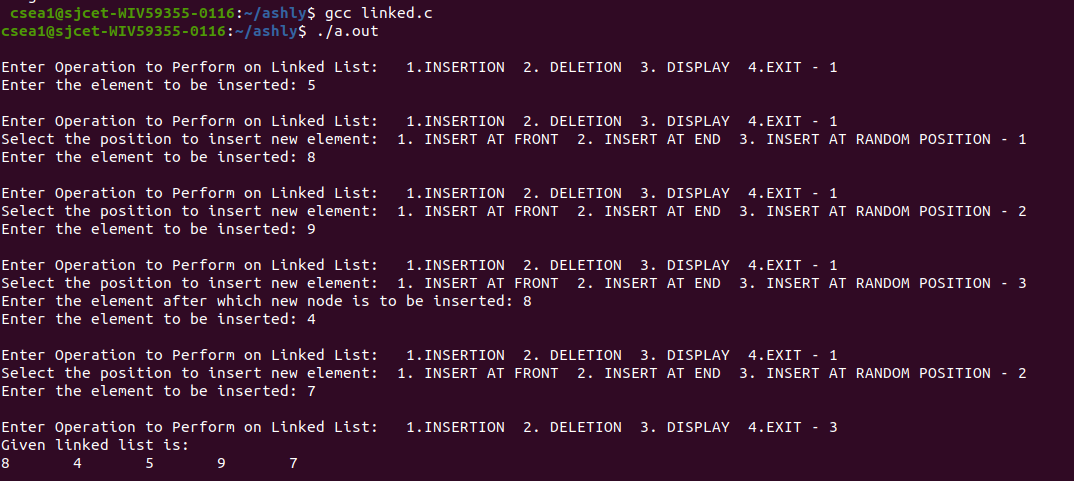 csea1@sjcet-WIV59355-0116:~/ashly$ gcc linked.c
csea1@sjcet-WIV59355-0116:~/ashly$ ./a.out
Enter Operation to Perform on Linked List:   1.INSERTION  2. DELETION  3. DISPLAY  4.EXIT - 1
Enter the element to be inserted: 5
Enter Operation to Perform on Linked List:   1.INSERTION  2. DELETION  3. DISPLAY  4.EXIT - 1
Select the position to insert new element:  1. INSERT AT FRONT  2. INSERT AT END  3. INSERT AT RANDOM POSITION - 1
Enter the element to be inserted: 8
Enter Operation to Perform on Linked List:   1.INSERTION  2. DELETION  3. DISPLAY  4.EXIT - 1
Select the position to insert new element:  1. INSERT AT FRONT  2. INSERT AT END  3. INSERT AT RANDOM POSITION - 2
Enter the element to be inserted: 9
Enter Operation to Perform on Linked List:   1.INSERTION  2. DELETION  3. DISPLAY  4.EXIT - 1
Select the position to insert new element:  1. INSERT AT FRONT  2. INSERT AT END  3. INSERT AT RANDOM POSITION - 3
Enter the element after which new node is to be inserted: 8
Enter the element to be inserted: 4
Enter Operation to Perform on Linked List:   1.INSERTION  2. DELETION  3. DISPLAY  4.EXIT - 1
Select the position to insert new element:  1. INSERT AT FRONT  2. INSERT AT END  3. INSERT AT RANDOM POSITION - 2
Enter the element to be inserted: 7
Enter Operation to Perform on Linked List:   1.INSERTION  2. DELETION  3. DISPLAY  4.EXIT - 3
Given linked list is:
8       4       5       9       7